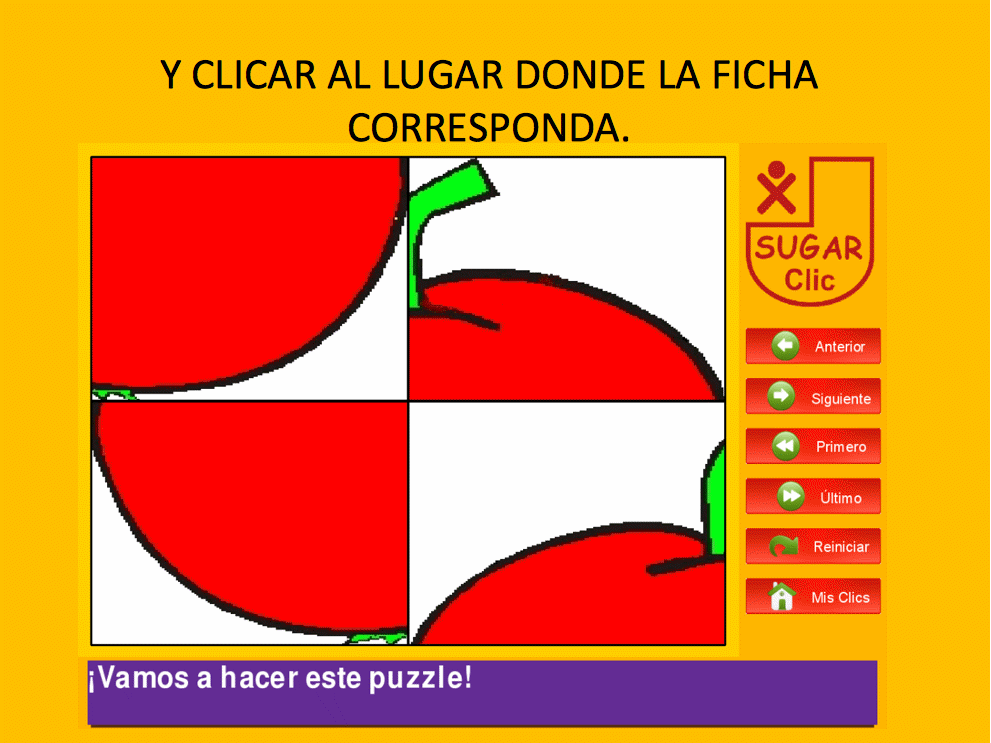 Y CLICAR AL LUGAR DONDE LA FICHA
CORRESPONDA.
SUGAR
Clic
Anterior
Siguiente
Primero
Último
Reiniciar
Mis Clics
¡Vamos a hacer este puzzle!